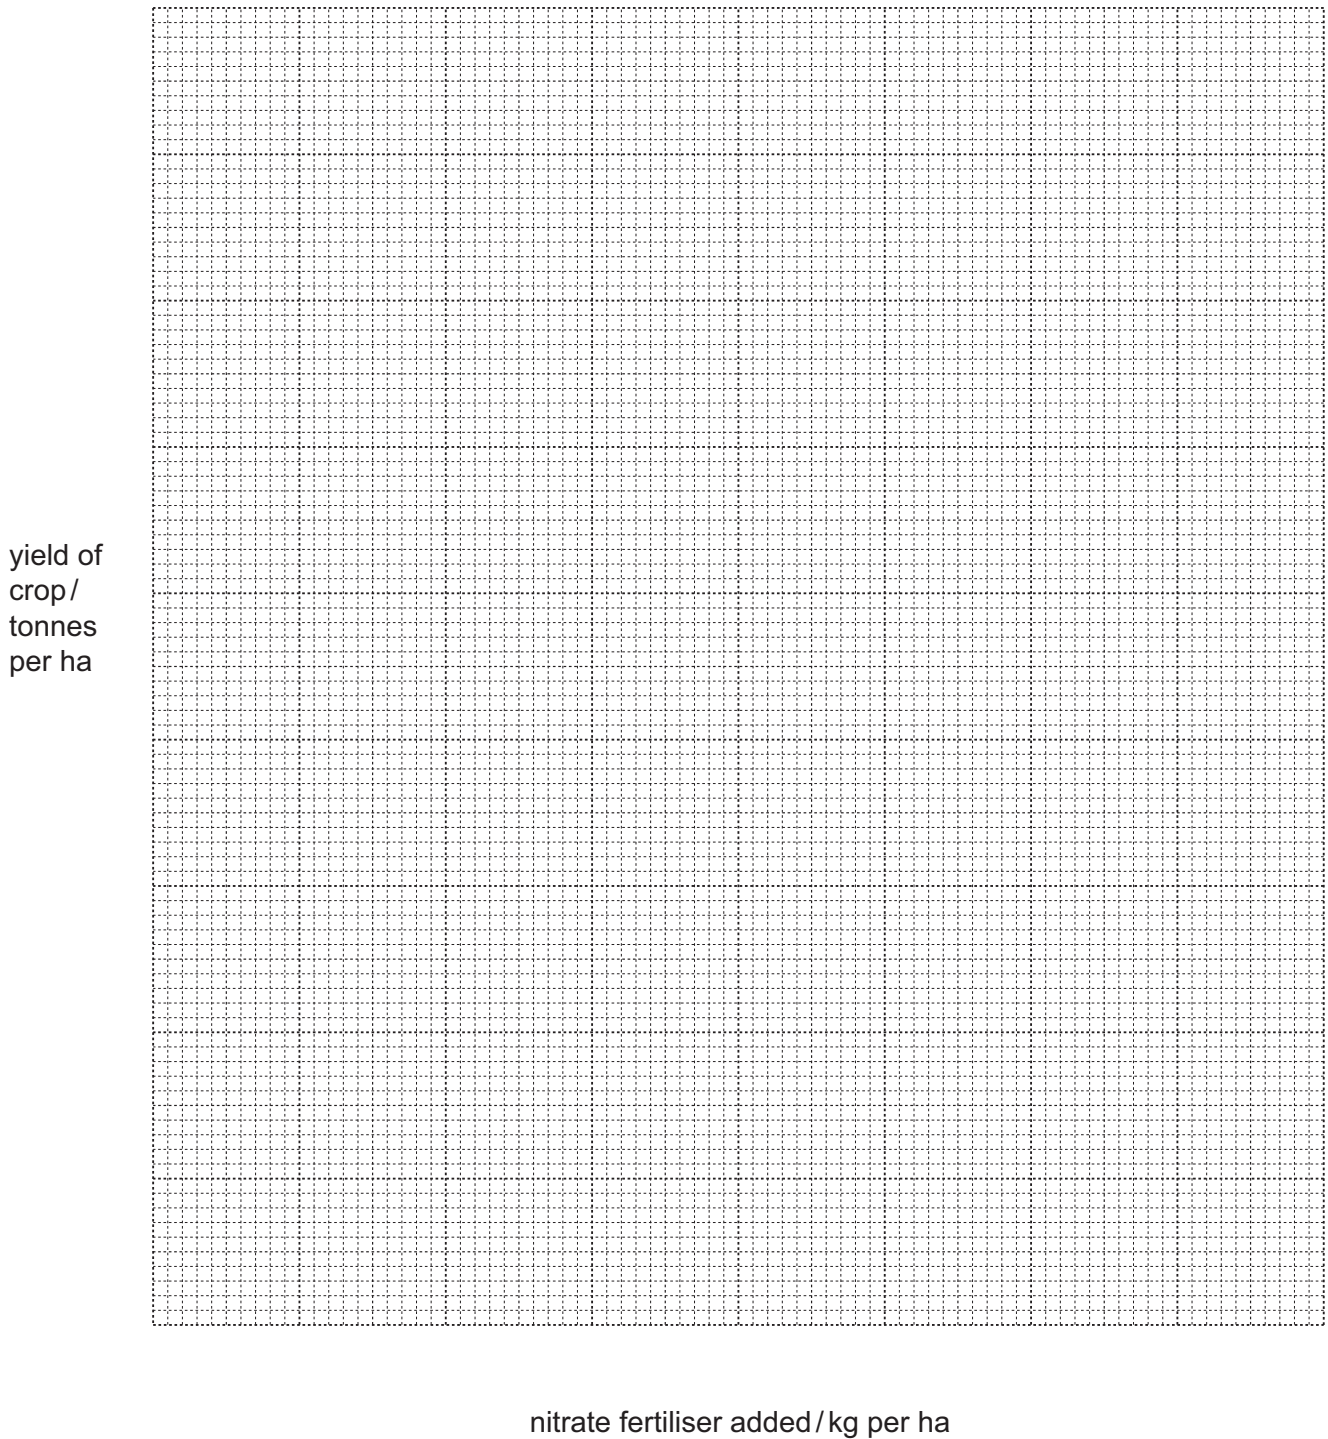 yield of
crop /
tonnes
per ha
nitrate fertiliser added / kg per ha